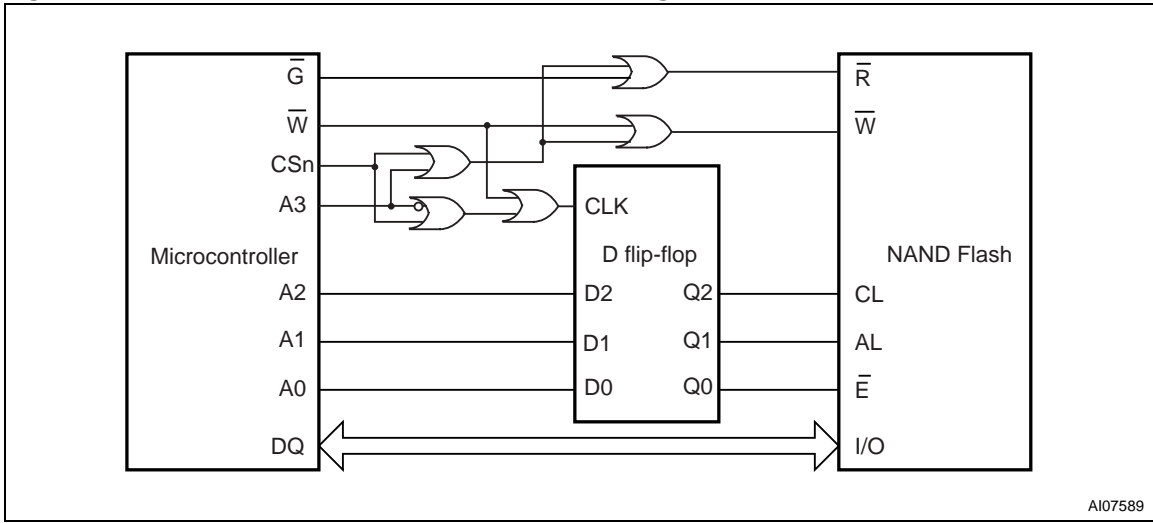 G̅
W̅
CSn
A3
Microcontroller
A2
A1
A0
DQ
CLK
D flip-flop
D2 Q2
D1 Q1
D0 Q0
R̅
W̅
NAND Flash
CL
AL
E̅
I/O
AI07589